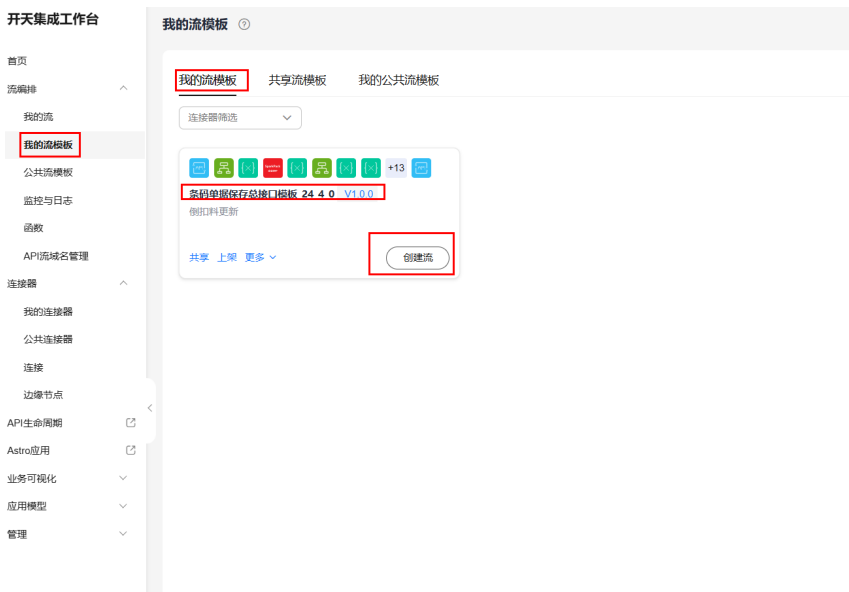 开天集成工作台
我的流模板 ?
首页
流编排
我的流
我的流模板
公共流模板
监控与日志
函数
API流域名管理
连接器
我的连接器
公共连接器
连接
边缘节点
API生命周期
Astro应用
业务可视化
应用模型
管理
我的流模板 共享流模板 我的公共流模板
连接器筛选
+13
条码单据保存总接口模板_24_4_0 V1.0.0
倒扣料更新
共享 上架 更多 创建流